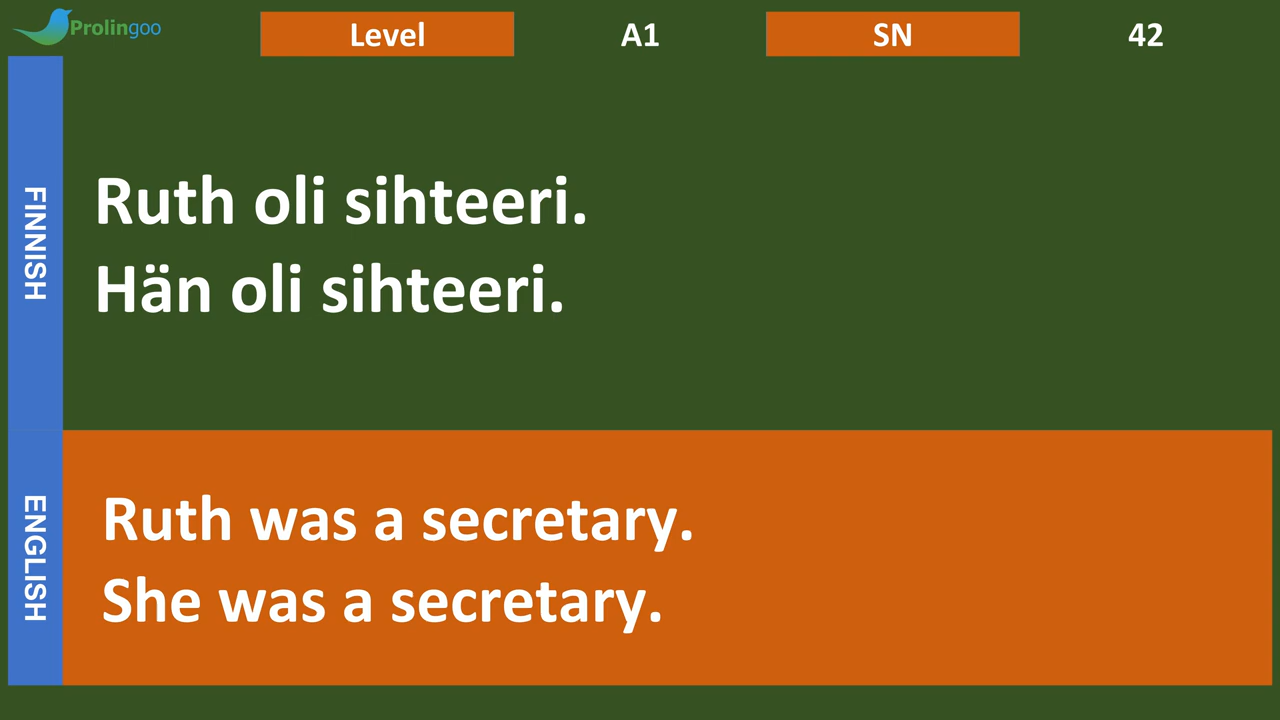 Prolingoo
Level
A1
SN
42
FINNISH
Ruth oli sihteeri.
Hän oli sihteeri.
ENGLISH
Ruth was a secretary.
She was a secretary.